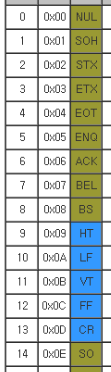 0 0x00 NUL
1 0x01 SOH
2 0x02 STX
3 0x03 ETX
4 0x04 EOT
5 0x05 ENQ
6 0x06 ACK
7 0x07 BEL
8 0x08 BS
9 0x09 HT
10 0x0A LF
11 0x0B VT
12 0x0C FF
13 0x0D CR
14 0x0E SO